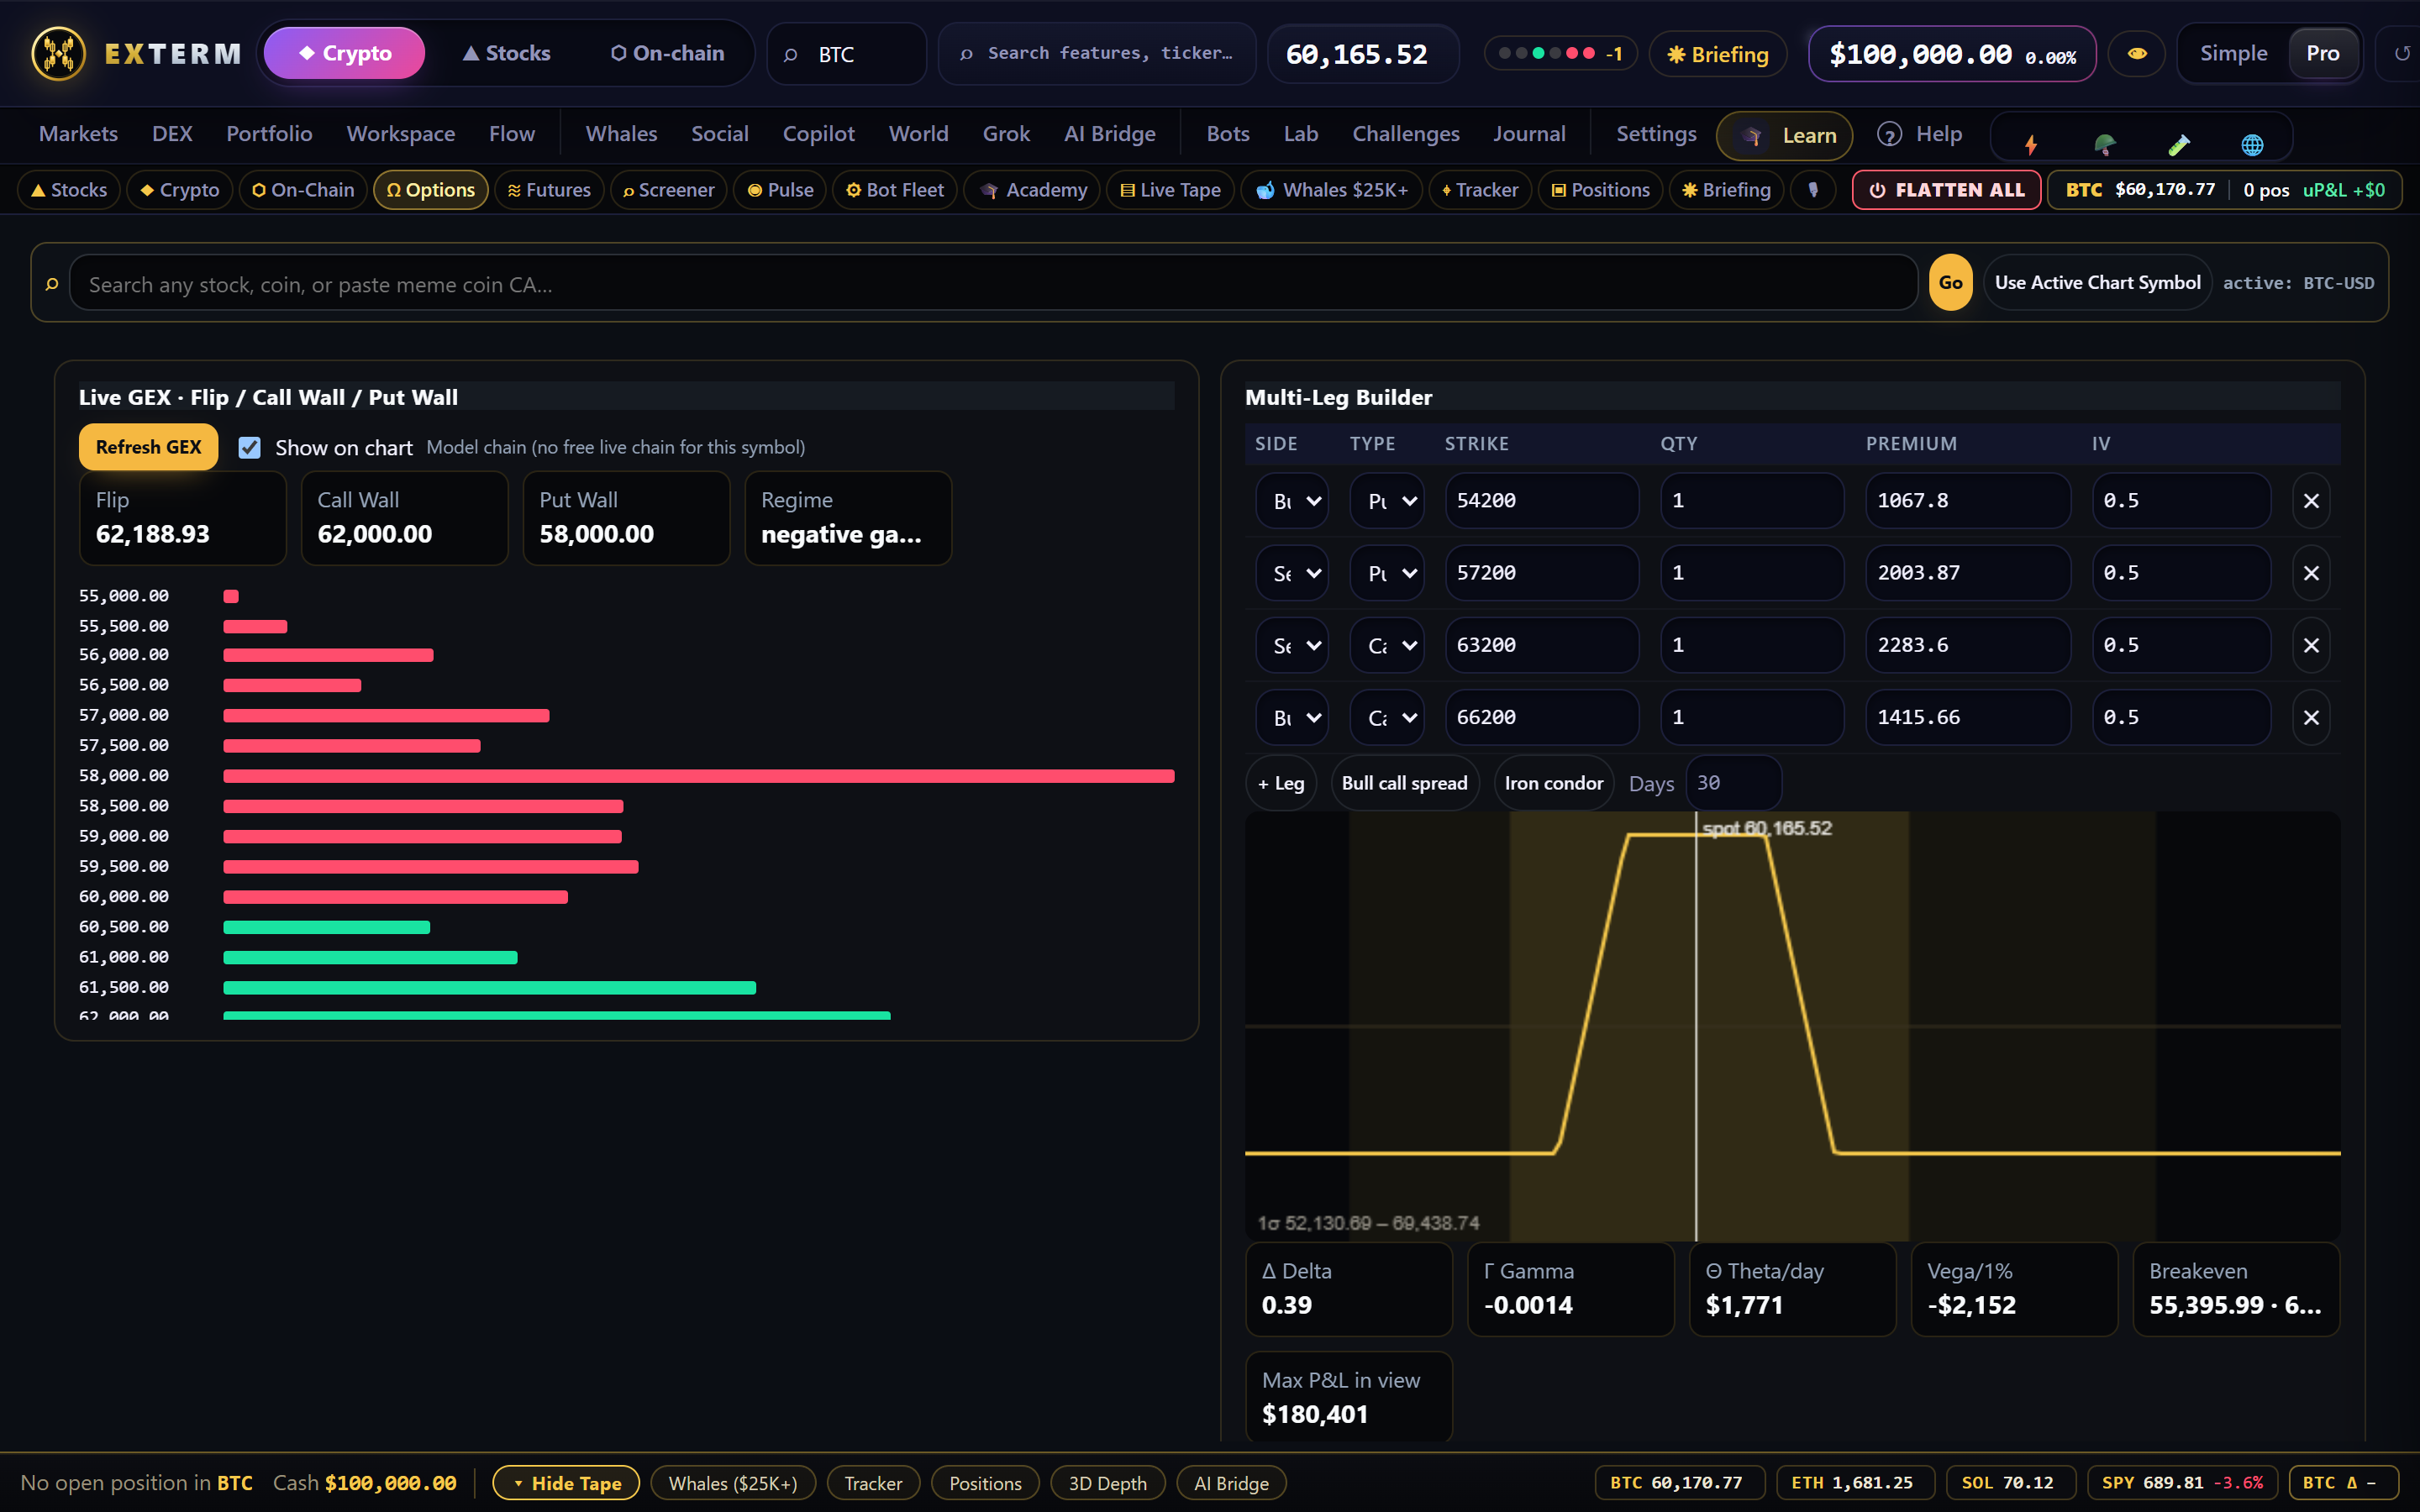 EXTERM
Crypto
Stocks
On-chain
BTC
Search features, ticker…
60,165.52
-1
Briefing
$100,000.00 0.00%
Simple
Pro
Markets
DEX
Portfolio
Workspace
Flow
Whales
Social
Copilot
World
Grok
AI Bridge
Bots
Lab
Challenges
Journal
Settings
Learn
? Help
Stocks
Crypto
On-Chain
Ω Options
Futures
Screener
Pulse
Bot Fleet
Academy
Live Tape
Whales $25K+
Tracker
Positions
Briefing
FLATTEN ALL
BTC $60,170.77 0 pos uP&L +$0
Search any stock, coin, or paste meme coin CA...
Go
Use Active Chart Symbol
active: BTC-USD
Live GEX · Flip / Call Wall / Put Wall
Refresh GEX
Show on chart
Model chain (no free live chain for this symbol)
Flip
62,188.93
Call Wall
62,000.00
Put Wall
58,000.00
Regime
negative ga…
55,000.00
55,500.00
56,000.00
56,500.00
57,000.00
57,500.00
58,000.00
58,500.00
59,000.00
59,500.00
60,000.00
60,500.00
61,000.00
61,500.00
62,000.00
Multi-Leg Builder
SIDE TYPE STRIKE QTY PREMIUM IV
54200 1 1067.8 0.5
57200 1 2003.87 0.5
63200 1 2283.6 0.5
66200 1 1415.66 0.5
+ Leg
Bull call spread
Iron condor
Days 30
spot 60,165.52
1σ 52,130.69 – 69,438.74
Δ Delta
0.39
Γ Gamma
-0.0014
Θ Theta/day
$1,771
Vega/1%
-$2,152
Breakeven
55,395.99 · 6…
Max P&L in view
$180,401
No open position in BTC
Cash $100,000.00
Hide Tape
Whales ($25K+)
Tracker
Positions
3D Depth
AI Bridge
BTC 60,170.77
ETH 1,681.25
SOL 70.12
SPY 689.81 -3.6%
BTC Δ –